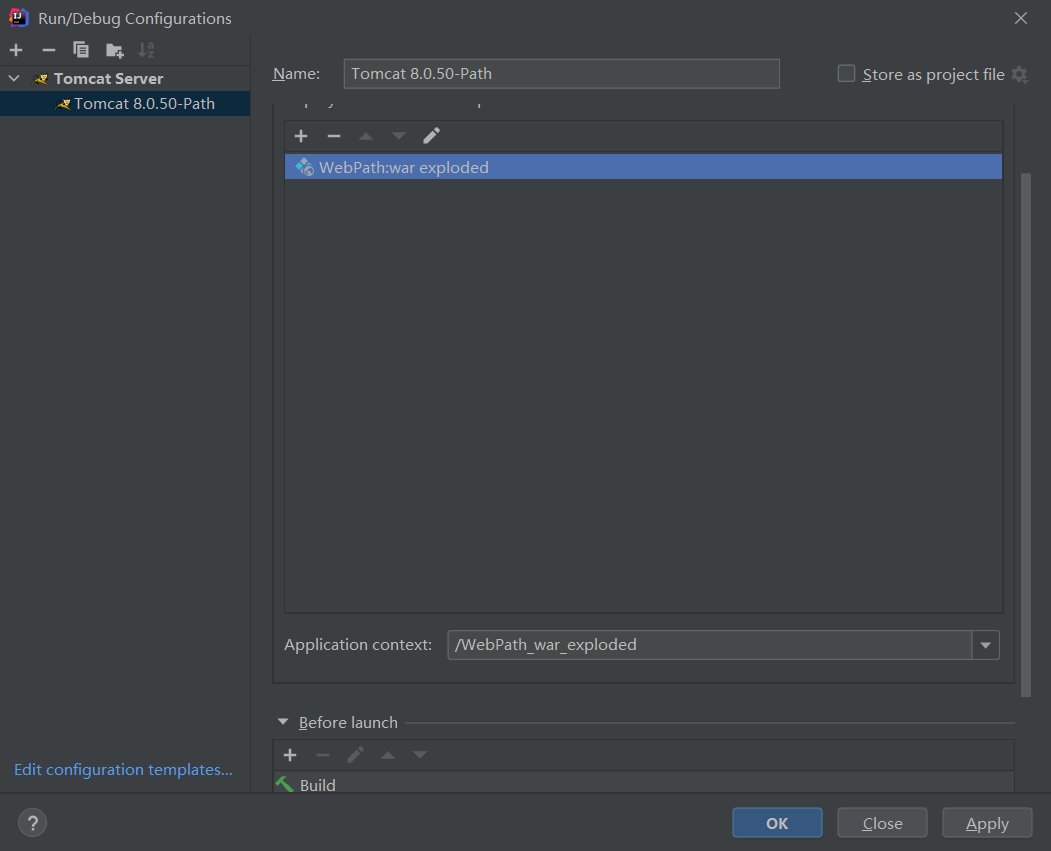 Run/Debug Configurations
Tomcat Server
Tomcat 8.0.50-Path
Name:
Tomcat 8.0.50-Path
Store as project file
WebPath:war exploded
Application context:
/WebPath_war_exploded
Before launch
Build
Edit configuration templates...
?
OK
Close
Apply